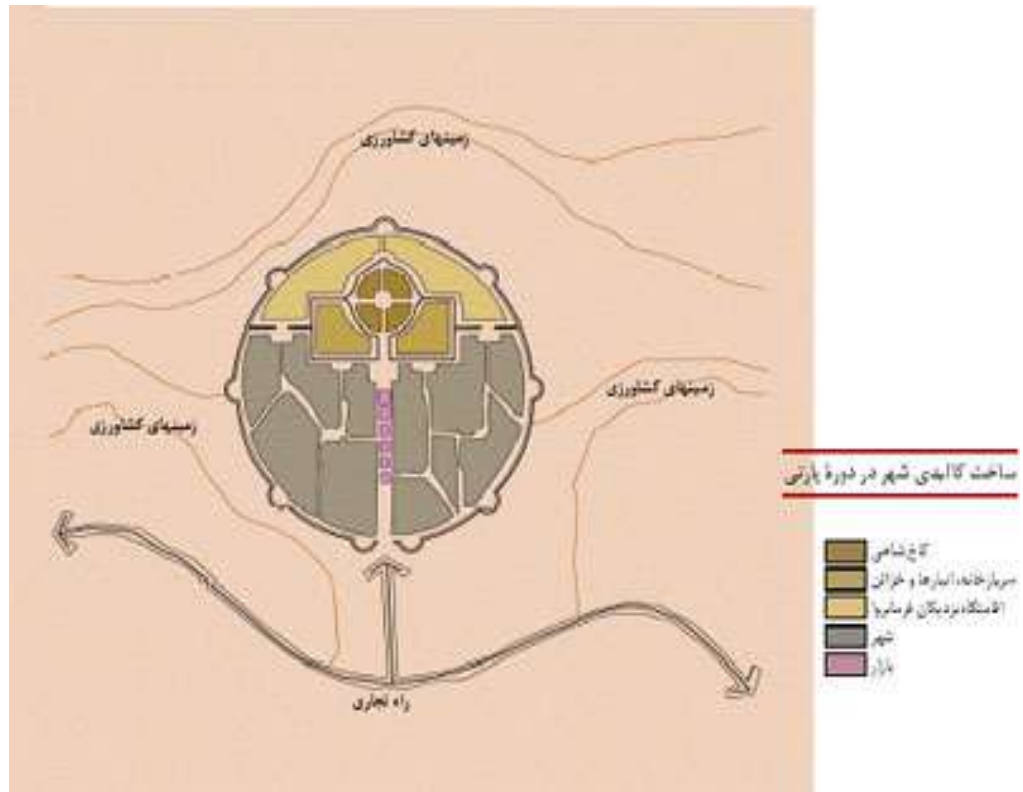 زمینهای کشاورزی
زمینهای کشاورزی
زمینهای کشاورزی
راه تجاری
ساخت کالبدی شهر در دورهٔ پارتی
کاخ شاهی
سربازخانه، انبارها و خزائن
اقامتگاه نزدیکان فرمانروا
شهر
بازار